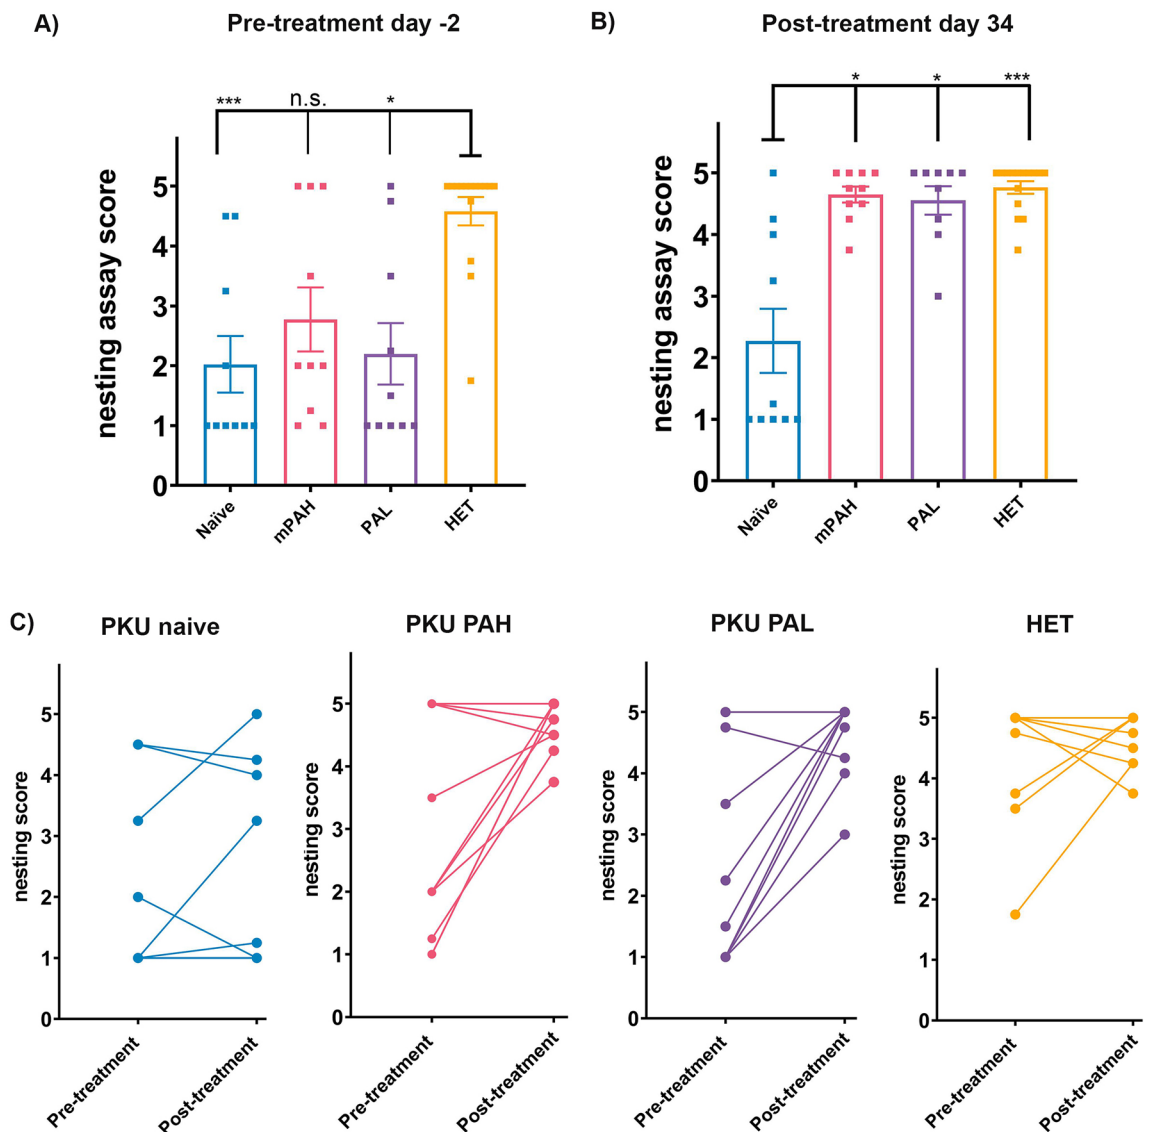 A)
Pre-treatment day -2
B)
Post-treatment day 34
*** n.s. *
* * ***
nesting assay score
5
4
3
2
1
0
Naïve mPAH PAL HET
nesting assay score
5
4
3
2
1
0
Naïve mPAH PAL HET
C)
PKU naive
PKU PAH
PKU PAL
HET
nesting score
5
4
3
2
1
0
Pre-treatment Post-treatment
nesting score
5
4
3
2
1
0
Pre-treatment Post-treatment
nesting score
5
4
3
2
1
0
Pre-treatment Post-treatment
nesting score
5
4
3
2
1
0
Pre-treatment Post-treatment